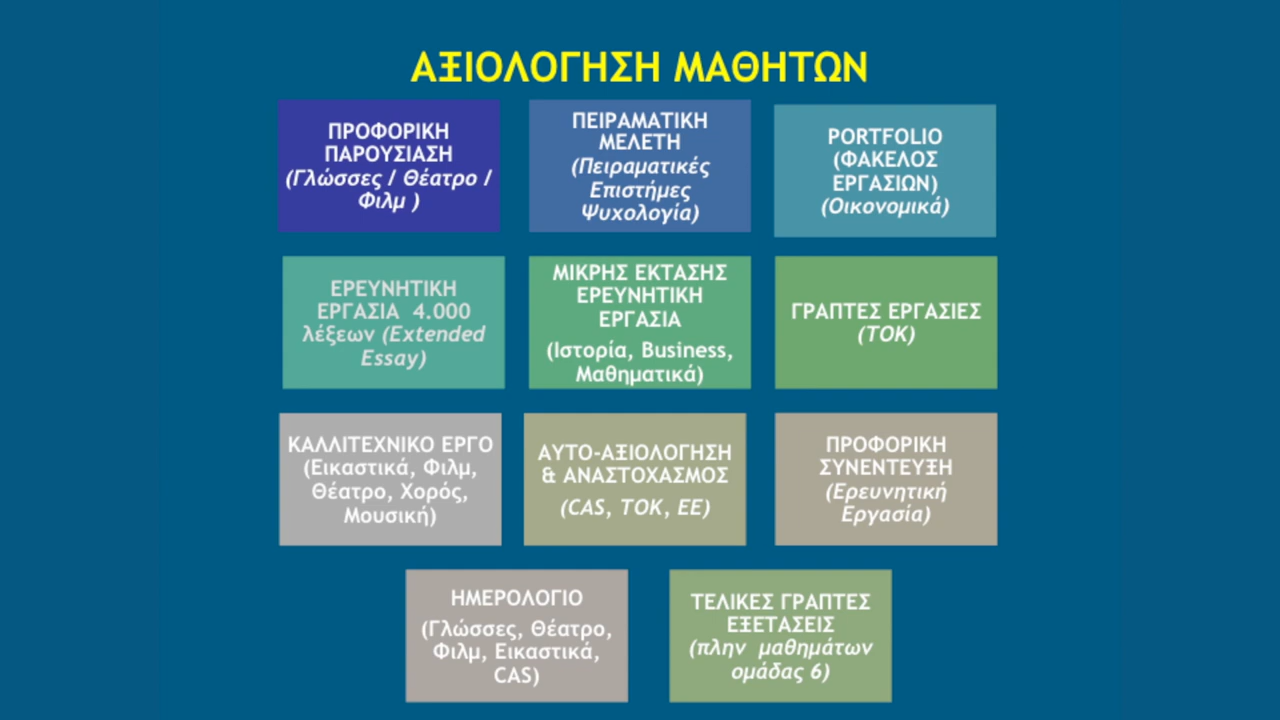 ΑΞΙΟΛΟΓΗΣΗ ΜΑΘΗΤΩΝ
ΠΡΟΦΟΡΙΚΗ
ΠΑΡΟΥΣΙΑΣΗ
(Γλώσσες / Θέατρο /
Φιλμ )
ΠΕΙΡΑΜΑΤΙΚΗ
ΜΕΛΕΤΗ
(Πειραματικές
Επιστήμες
Ψυχολογία)
PORTFOLIO
(ΦΑΚΕΛΟΣ
ΕΡΓΑΣΙΩΝ)
(Οικονομικά)
ΕΡΕΥΝΗΤΙΚΗ
ΕΡΓΑΣΙΑ 4.000
λέξεων (Extended
Essay)
ΜΙΚΡΗΣ ΕΚΤΑΣΗΣ
ΕΡΕΥΝΗΤΙΚΗ
ΕΡΓΑΣΙΑ
(Ιστορία, Business,
Μαθηματικά)
ΓΡΑΠΤΕΣ ΕΡΓΑΣΙΕΣ
(TOK)
ΚΑΛΛΙΤΕΧΝΙΚΟ ΕΡΓΟ
(Εικαστικά, Φιλμ,
Θέατρο, Χορός,
Μουσική)
ΑΥΤΟ-ΑΞΙΟΛΟΓΗΣΗ
& ΑΝΑΣΤΟΧΑΣΜΟΣ
(CAS, TOK, EE)
ΠΡΟΦΟΡΙΚΗ
ΣΥΝΕΝΤΕΥΞΗ
(Ερευνητική
Εργασία)
ΗΜΕΡΟΛΟΓΙΟ
(Γλώσσες, Θέατρο,
Φιλμ, Εικαστικά,
CAS)
ΤΕΛΙΚΕΣ ΓΡΑΠΤΕΣ
ΕΞΕΤΑΣΕΙΣ
(πλην μαθημάτων
ομάδας 6)